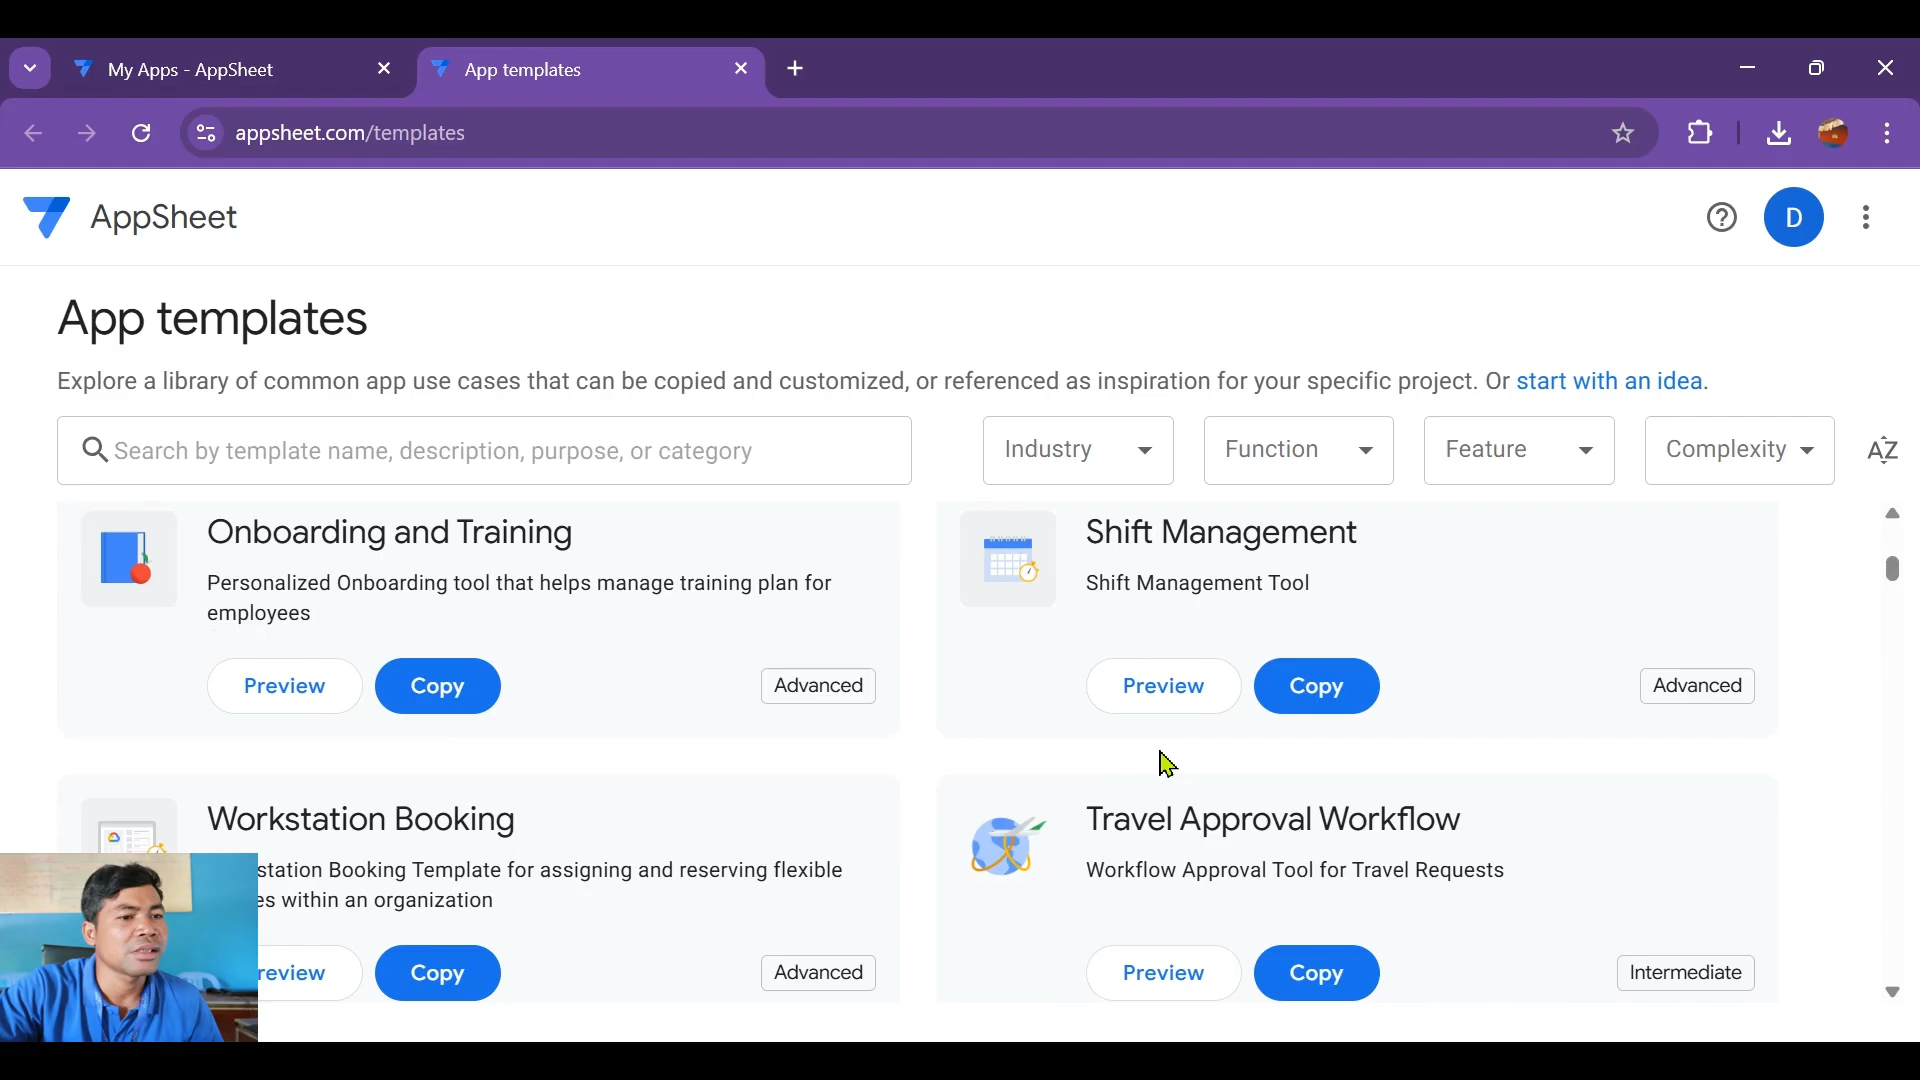 My Apps - AppSheet
App templates
appsheet.com/templates
AppSheet
D
App templates
Explore a library of common app use cases that can be copied and customized, or referenced as inspiration for your specific project. Or start with an idea.
Search by template name, description, purpose, or category
Industry
Function
Feature
Complexity
AZ
Onboarding and Training
Personalized Onboarding tool that helps manage training plan for
employees
Preview
Copy
Advanced
Shift Management
Shift Management Tool
Preview
Copy
Advanced
Workstation Booking
station Booking Template for assigning and reserving flexible
es within an organization
review
Copy
Advanced
Travel Approval Workflow
Workflow Approval Tool for Travel Requests
Preview
Copy
Intermediate